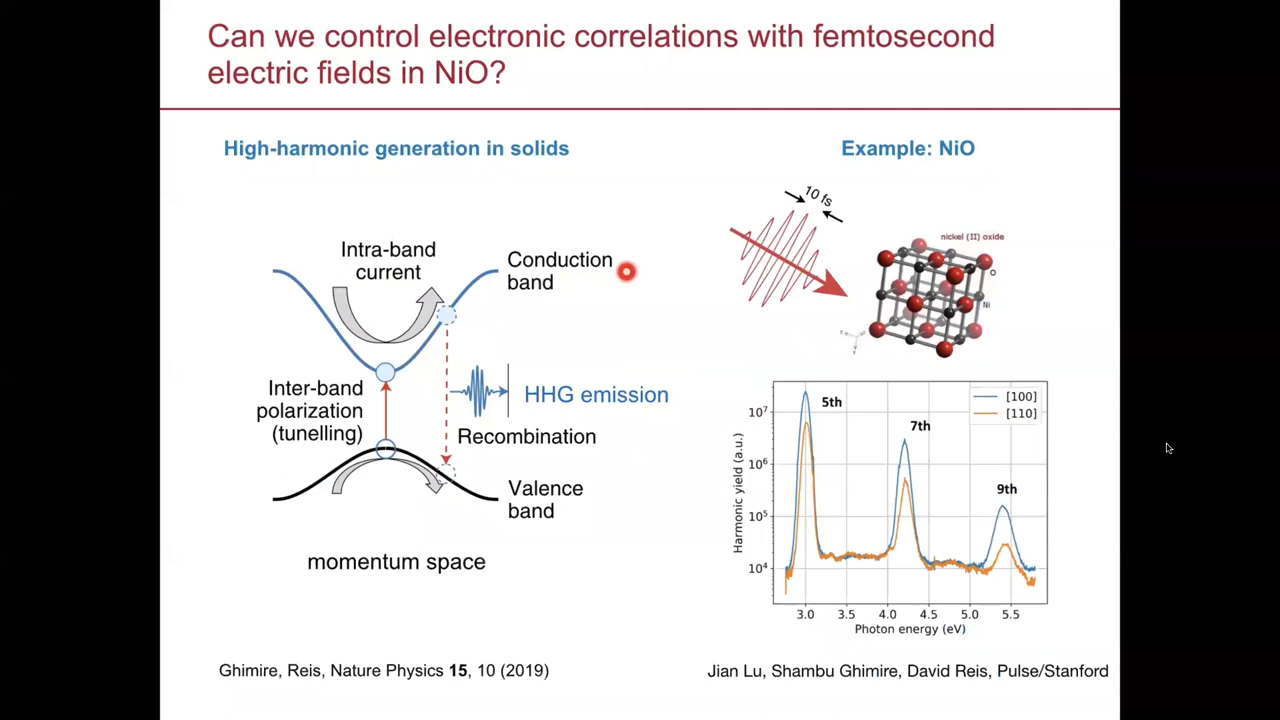 Can we control electronic correlations with femtosecond
electric fields in NiO?
High-harmonic generation in solids
Intra-band
current
Conduction
band
Inter-band
polarization
(tunelling)
HHG emission
Recombination
Valence
band
momentum space
Ghimire, Reis, Nature Physics 15, 10 (2019)
Example: NiO
10 fs
nickel (II) oxide
O
Ni
[100]
[110]
5th
7th
9th
Harmonic yield (a.u.)
10⁷
10⁶
10⁵
10⁴
3.0 3.5 4.0 4.5 5.0 5.5
Photon energy (eV)
Jian Lu, Shambu Ghimire, David Reis, Pulse/Stanford